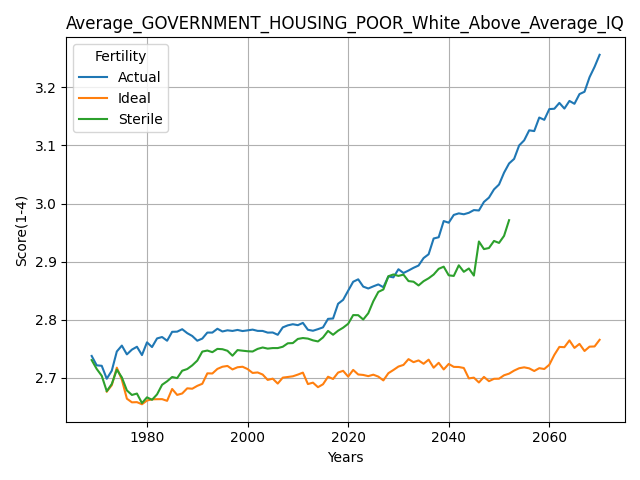 Average_GOVERNMENT_HOUSING_POOR_White_Above_Average_IQ
Fertility
Actual
Ideal
Sterile
Score(1-4)
3.2
3.1
3.0
2.9
2.8
2.7
1980
2000
2020
2040
2060
Years